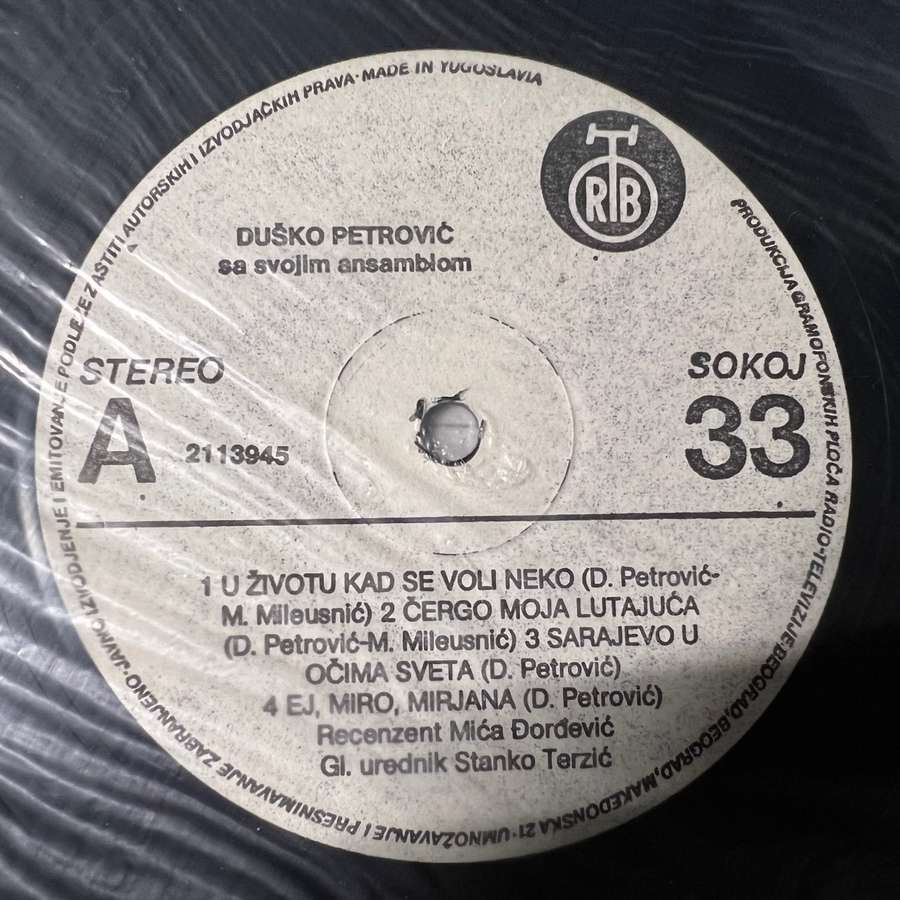 PRODUKCIJA GRAMOFONSKIH PLOČA RADIO-TELEVIZIJE BEOGRAD, BEOGRAD, MAKEDONSKA 21 · UMNOŽAVANJE I PRESNIMAVANJE ZABRANJENO · JAVNO IZVODJENJE I EMITOVANJE PODLEŽE ZAŠTITI AUTORSKIH I IZVODJAČKIH PRAVA · MADE IN YUGOSLAVIA
RTB
DUŠKO PETROVIĆ
sa svojim ansamblom
STEREO
SOKOJ
A
2113945
33
1 U ŽIVOTU KAD SE VOLI NEKO (D. Petrović-
M. Mileusnić) 2 ČERGO MOJA LUTAJUĆA
(D. Petrović-M. Mileusnić) 3 SARAJEVO U
OČIMA SVETA (D. Petrović)
4 EJ, MIRO, MIRJANA (D. Petrović)
Recenzent Mića Đorđević
Gl. urednik Stanko Terzić